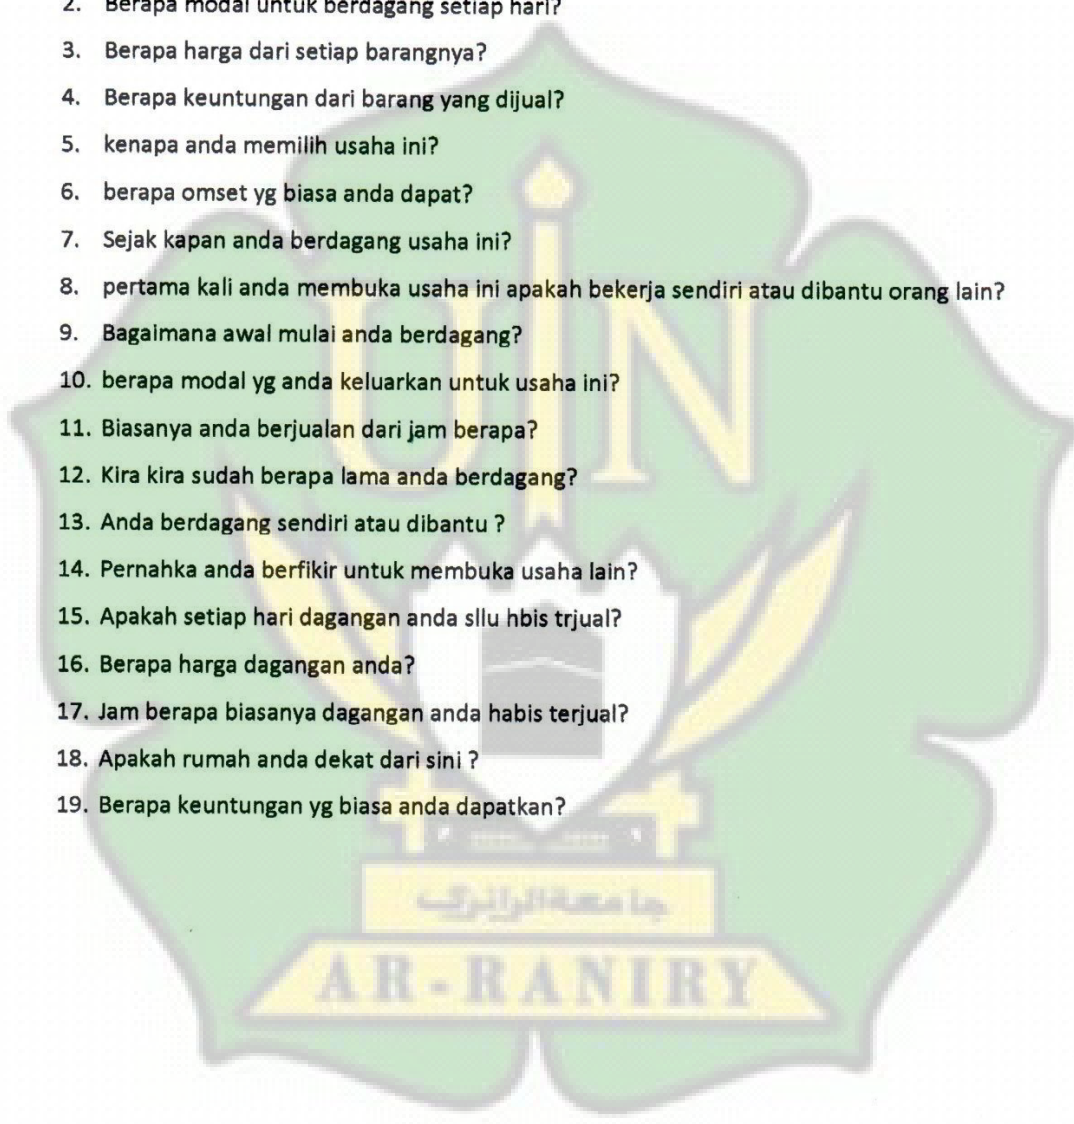 2. Berapa modal untuk berdagang setiap hari?
3. Berapa harga dari setiap barangnya?
4. Berapa keuntungan dari barang yang dijual?
5. kenapa anda memilih usaha ini?
6. berapa omset yg biasa anda dapat?
7. Sejak kapan anda berdagang usaha ini?
8. pertama kali anda membuka usaha ini apakah bekerja sendiri atau dibantu orang lain?
9. Bagaimana awal mulai anda berdagang?
10. berapa modal yg anda keluarkan untuk usaha ini?
11. Biasanya anda berjualan dari jam berapa?
12. Kira kira sudah berapa lama anda berdagang?
13. Anda berdagang sendiri atau dibantu ?
14. Pernahka anda berfikir untuk membuka usaha lain?
15. Apakah setiap hari dagangan anda sllu hbis trjual?
16. Berapa harga dagangan anda?
17. Jam berapa biasanya dagangan anda habis terjual?
18. Apakah rumah anda dekat dari sini ?
19. Berapa keuntungan yg biasa anda dapatkan?
UIN
جامعةالرانري
AR-RANIRY